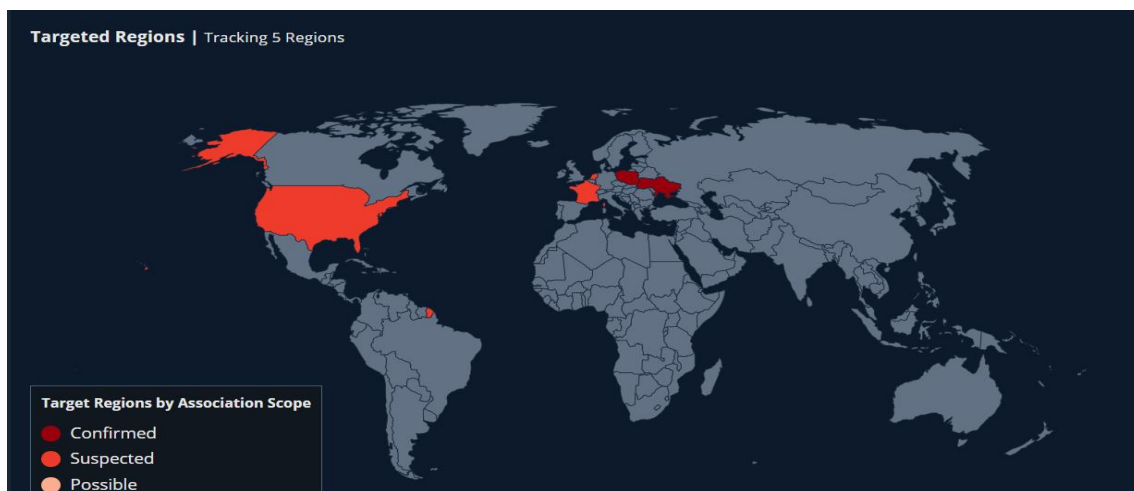 Targeted Regions | Tracking 5 Regions
Target Regions by Association Scope
Confirmed
Suspected
Possible